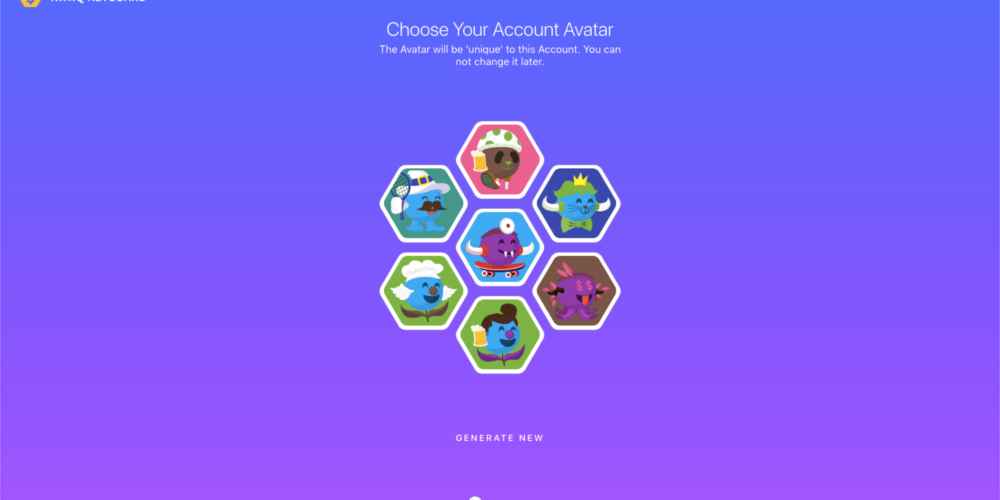 Choose Your Account Avatar
The Avatar will be 'unique' to this Account. You can
not change it later.
$ $
GENERATE NEW